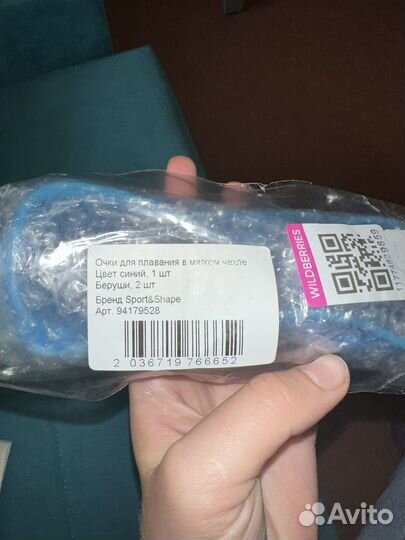 Очки для плавания в мягком чехле
Цвет синий, 1 шт
Беруши, 2 шт
Бренд Sport&Shape
Арт. 94179528
2 036719 766652
WILDBERRIES
Avito